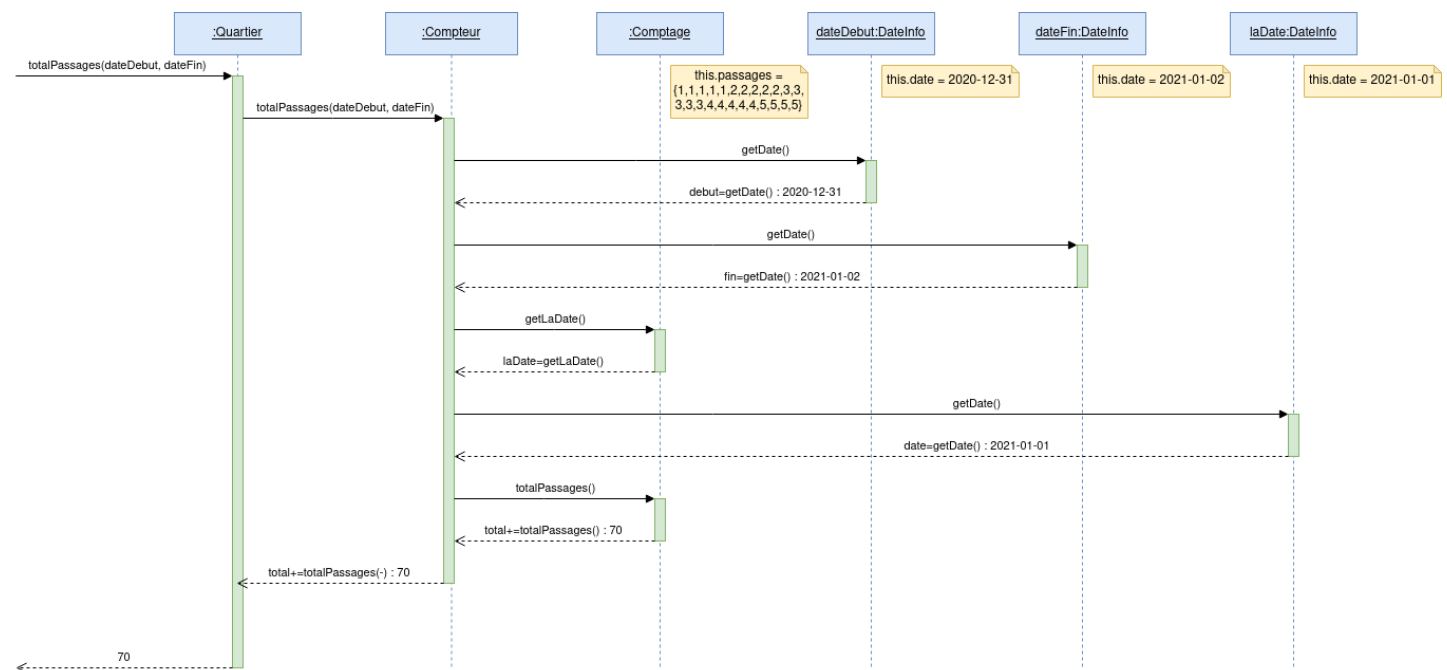 :Quartier
:Compteur
:Comptage
dateDebut:DateInfo
dateFin:DateInfo
laDate:DateInfo
totalPassages(dateDebut, dateFin)
this.passages =
{1,1,1,1,1,2,2,2,2,2,3,3,
3,3,3,4,4,4,4,4,5,5,5,5}
this.date = 2020-12-31
this.date = 2021-01-02
this.date = 2021-01-01
totalPassages(dateDebut, dateFin)
getDate()
debut=getDate() : 2020-12-31
getDate()
fin=getDate() : 2021-01-02
getLaDate()
laDate=getLaDate()
getDate()
date=getDate() : 2021-01-01
totalPassages()
total+=totalPassages() : 70
total+=totalPassages(-) : 70
70